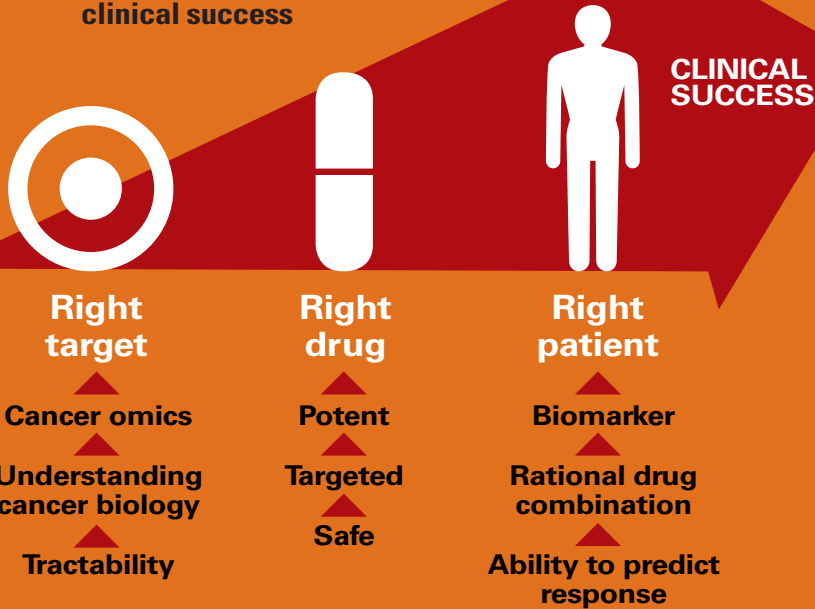 clinical success
CLINICAL
SUCCESS
Right
target
Cancer omics
Understanding
cancer biology
Tractability
Right
drug
Potent
Targeted
Safe
Right
patient
Biomarker
Rational drug
combination
Ability to predict
response